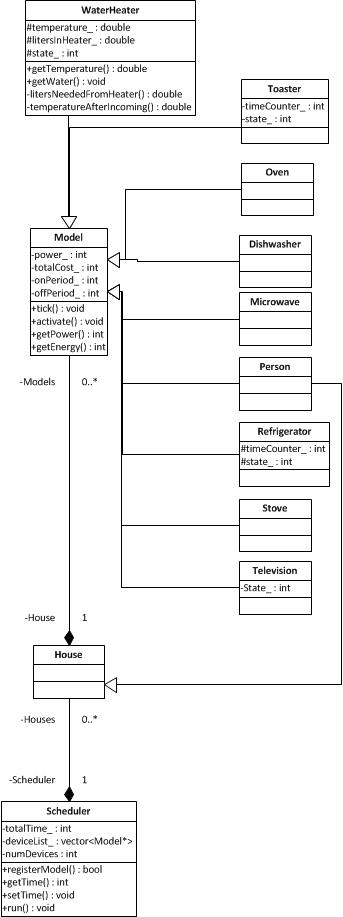 WaterHeater
#temperature_ : double
#litersInHeater_ : double
#state_ : int
+getTemperature() : double
+getWater() : void
-litersNeededFromHeater() : double
-temperatureAfterIncoming() : double
Toaster
-timeCounter_ : int
-state_ : int
Oven
Model
-power_ : int
-totalCost_ : int
-onPeriod_ : int
-offPeriod_ : int
+tick() : void
+activate() : void
+getPower() : int
+getEnergy() : int
Dishwasher
Microwave
Person
-Models 0..*
Refrigerator
#timeCounter_ : int
#state_ : int
Stove
Television
-State_ : int
-House 1
House
-Houses 0..*
-Scheduler 1
Scheduler
-totalTime_ : int
-deviceList_ : vector<Model*>
-numDevices : int
+registerModel() : bool
+getTime() : int
+setTime() : void
+run() : void